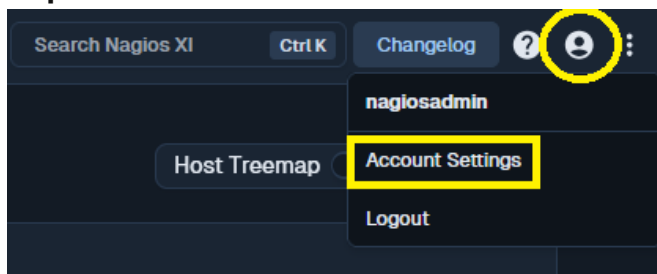 Search Nagios XI Ctrl K Changelog ?
nagiosadmin
Host Treemap
Account Settings
Logout